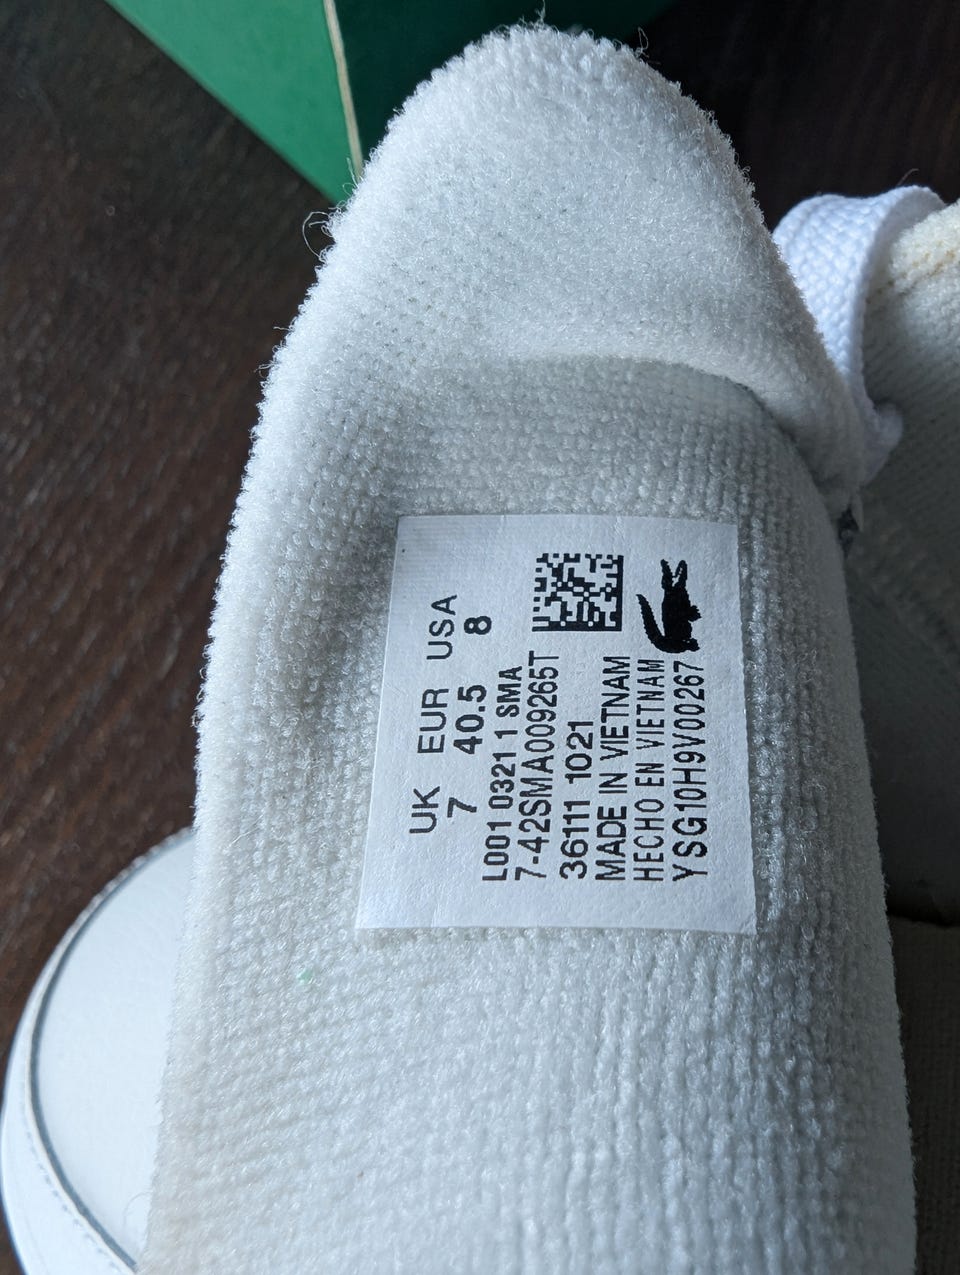 UK EUR USA
7 40.5 8
L001 0321 1 SMA
7-42SMA009265T
36111 1021
MADE IN VIETNAM
HECHO EN VIETNAM
YSG10H9V00267